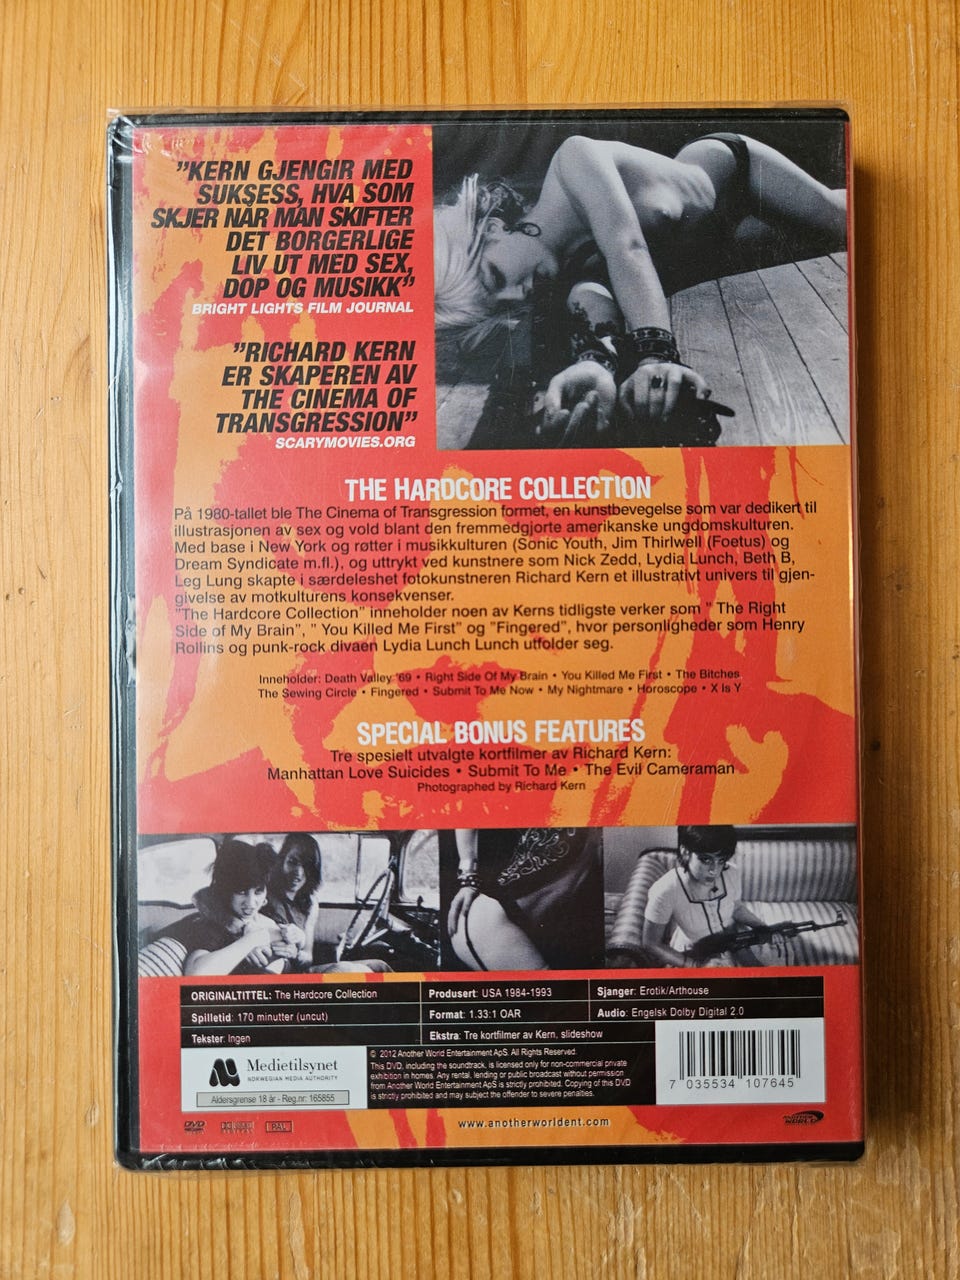 "KERN GJENGIR MED
SUKSESS, HVA SOM
SKJER NÅR MAN SKIFTER
DET BORGERLIGE
LIV UT MED SEX,
DOP OG MUSIKK"
BRIGHT LIGHTS FILM JOURNAL
"RICHARD KERN
ER SKAPEREN AV
THE CINEMA OF
TRANSGRESSION"
SCARYMOVIES.ORG
THE HARDCORE COLLECTION
På 1980-tallet ble The Cinema of Transgression formet, en kunstbevegelse som var dedikert til
illustrasjonen av sex og vold blant den fremmedgjorte amerikanske ungdomskulturen.
Med base i New York og røtter i musikkulturen (Sonic Youth, Jim Thirlwell (Foetus) og
Dream Syndicate m.fl.), og uttrykt ved kunstnere som Nick Zedd, Lydia Lunch, Beth B,
Leg Lung skapte i særdeleshet fotokunstneren Richard Kern et illustrativt univers til gjen-
givelse av motkulturens konsekvenser.
"The Hardcore Collection" inneholder noen av Kerns tidligste verker som " The Right
Side of My Brain", " You Killed Me First" og "Fingered", hvor personligheder som Henry
Rollins og punk-rock divaen Lydia Lunch Lunch utfolder seg.
Inneholder: Death Valley '69 • Right Side Of My Brain • You Killed Me First • The Bitches
The Sewing Circle • Fingered • Submit To Me Now • My Nightmare • Horoscope • X Is Y
SPECIAL BONUS FEATURES
Tre spesielt utvalgte kortfilmer av Richard Kern:
Manhattan Love Suicides • Submit To Me • The Evil Cameraman
Photographed by Richard Kern
ORIGINALTITTEL: The Hardcore Collection
Produsert: USA 1984-1993
Sjanger: Erotik/Arthouse
Spilletid: 170 minutter (uncut)
Format: 1.33:1 OAR
Audio: Engelsk Dolby Digital 2.0
Tekster: Ingen
Ekstra: Tre kortfilmer av Kern, slideshow
Medietilsynet
NORWEGIAN MEDIA AUTHORITY
Aldersgrense 18 år - Reg.nr: 165855
© 2012 Another World Entertainment ApS. All Rights Reserved.
This DVD, including the soundtrack, is licensed only for non-commercial private
exhibition in homes. Any rental, lending or public broadcast without permission
from Another World Entertainment ApS is strictly prohibited. Copying of this DVD
is strictly prohibited and may subject the offender to severe penalties.
7 035534 107645
DVD
PAL
www.anotherworldent.com
ANOTHER
WORLD